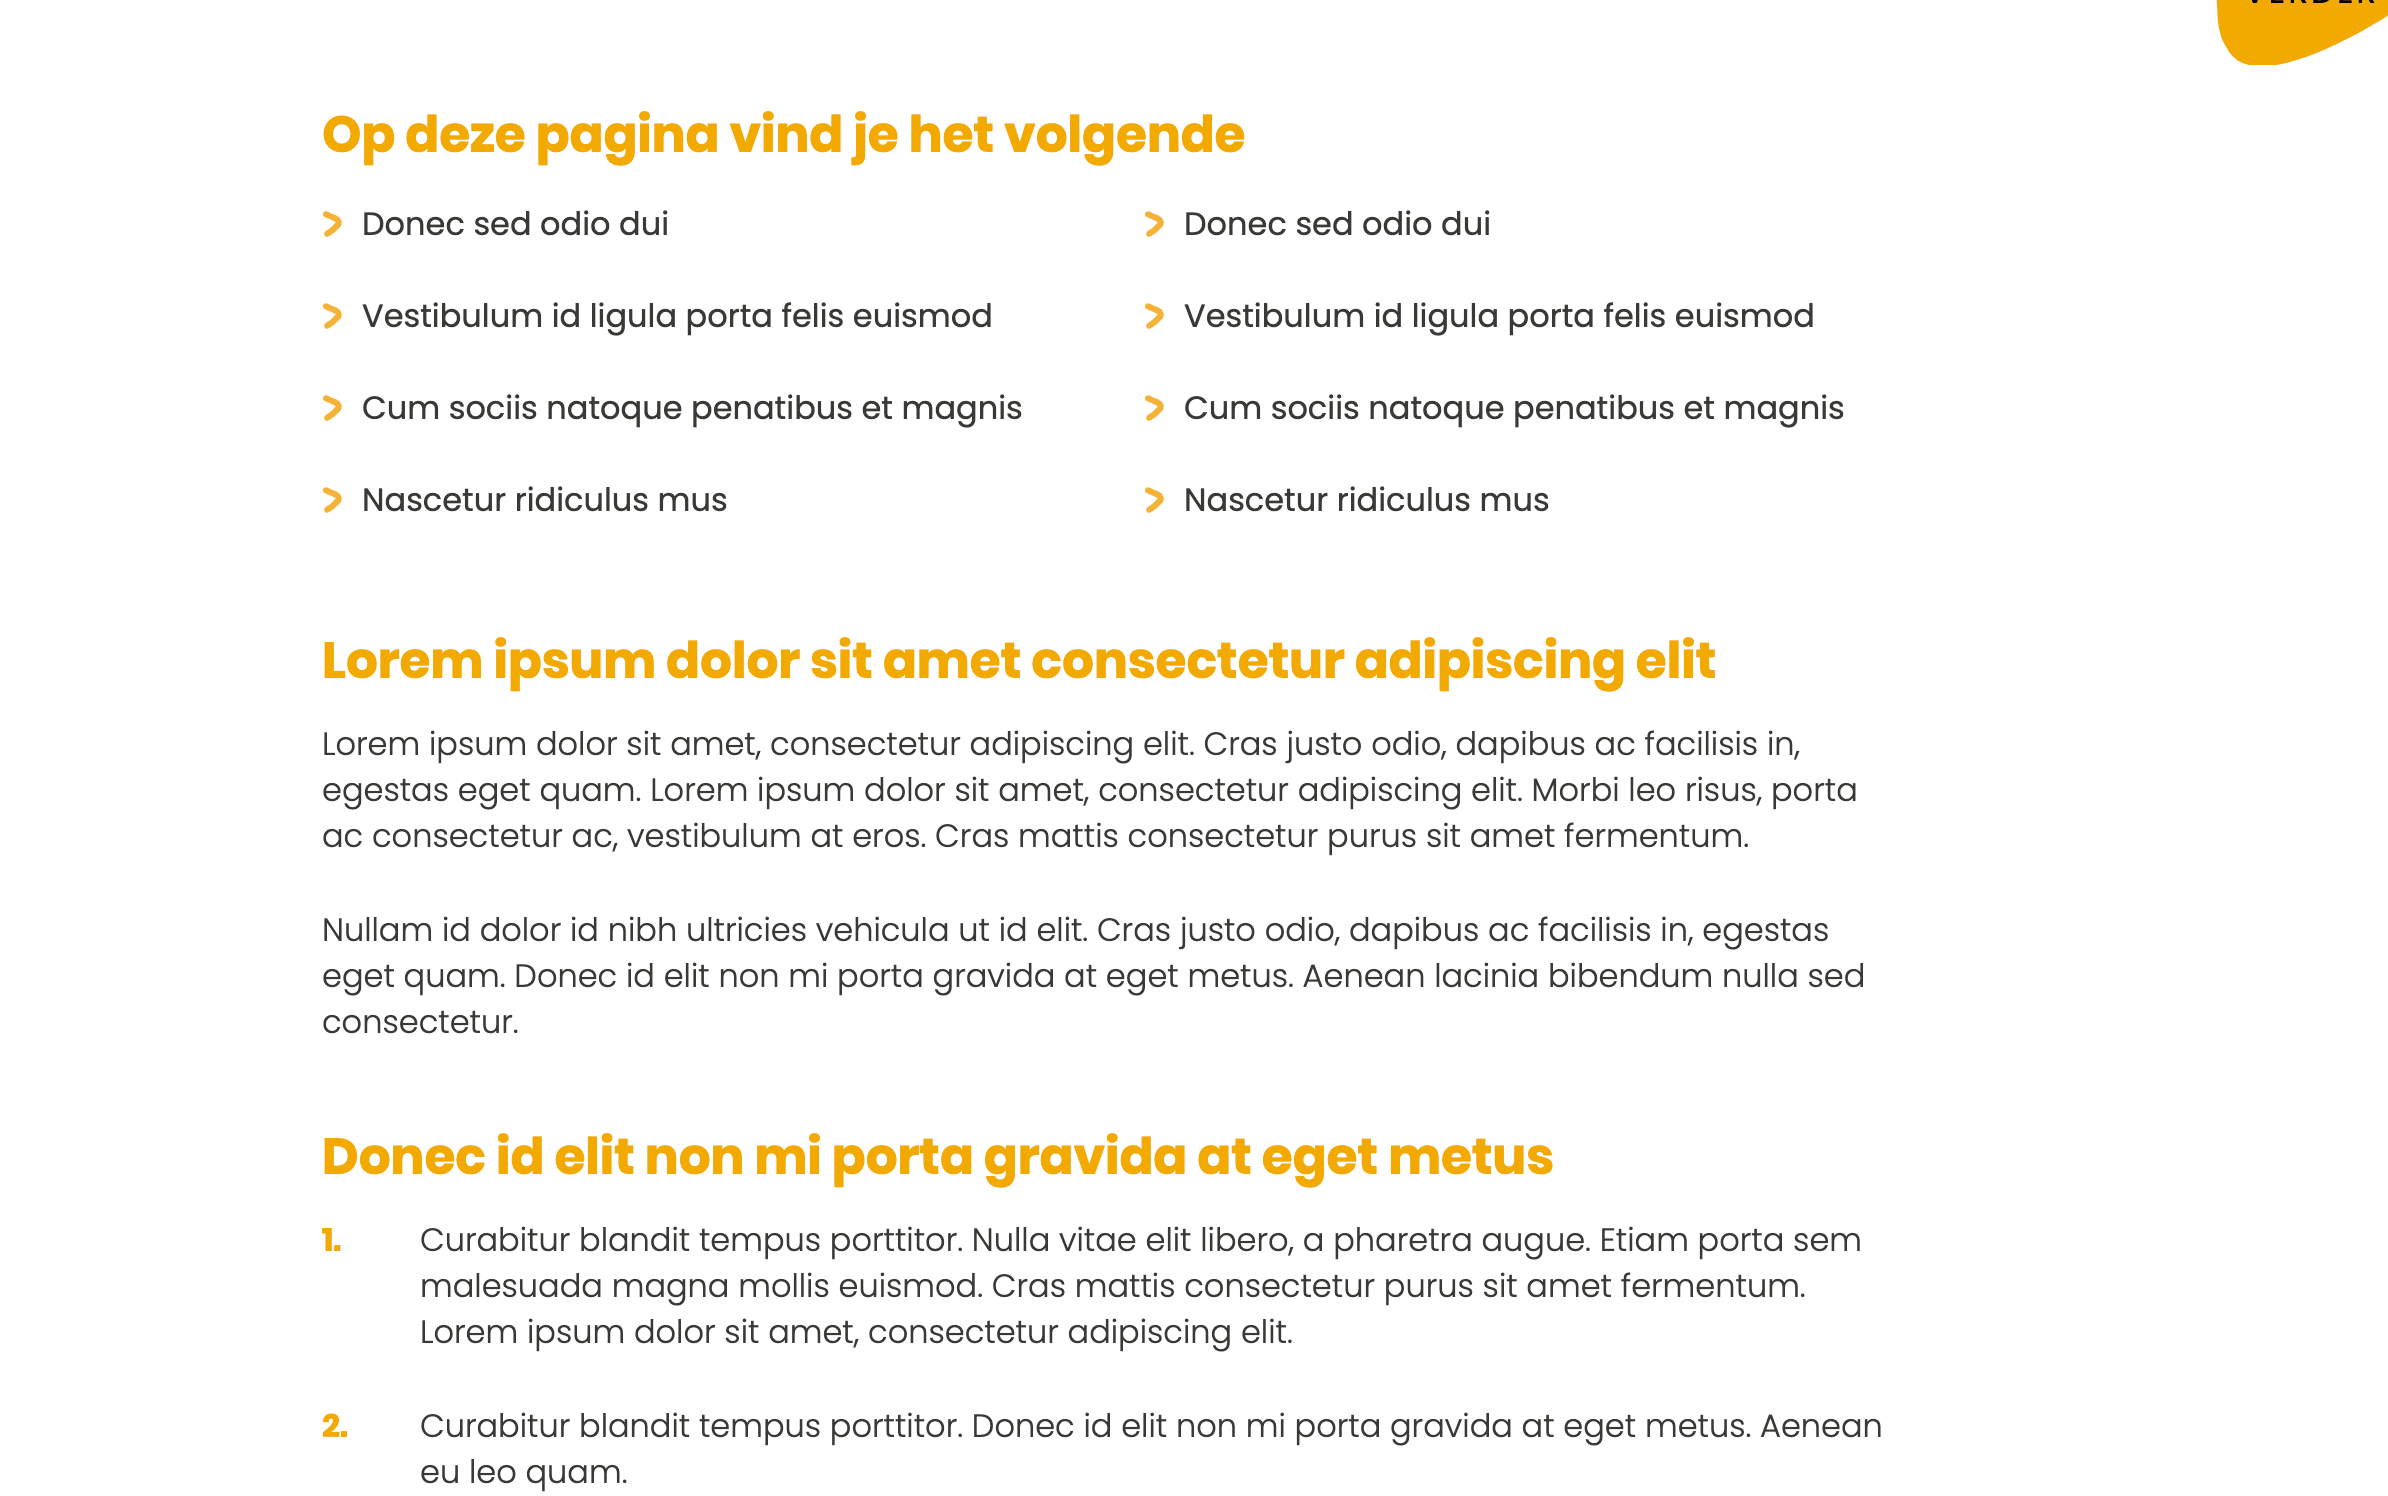 Op deze pagina vind je het volgende
Donec sed odio dui
Vestibulum id ligula porta felis euismod
Cum sociis natoque penatibus et magnis
Nascetur ridiculus mus
Donec sed odio dui
Vestibulum id ligula porta felis euismod
Cum sociis natoque penatibus et magnis
Nascetur ridiculus mus
Lorem ipsum dolor sit amet consectetur adipiscing elit
Lorem ipsum dolor sit amet, consectetur adipiscing elit. Cras justo odio, dapibus ac facilisis in,
egestas eget quam. Lorem ipsum dolor sit amet, consectetur adipiscing elit. Morbi leo risus, porta
ac consectetur ac, vestibulum at eros. Cras mattis consectetur purus sit amet fermentum.
Nullam id dolor id nibh ultricies vehicula ut id elit. Cras justo odio, dapibus ac facilisis in, egestas
eget quam. Donec id elit non mi porta gravida at eget metus. Aenean lacinia bibendum nulla sed
consectetur.
Donec id elit non mi porta gravida at eget metus
1. Curabitur blandit tempus porttitor. Nulla vitae elit libero, a pharetra augue. Etiam porta sem
malesuada magna mollis euismod. Cras mattis consectetur purus sit amet fermentum.
Lorem ipsum dolor sit amet, consectetur adipiscing elit.
2. Curabitur blandit tempus porttitor. Donec id elit non mi porta gravida at eget metus. Aenean
eu leo quam.